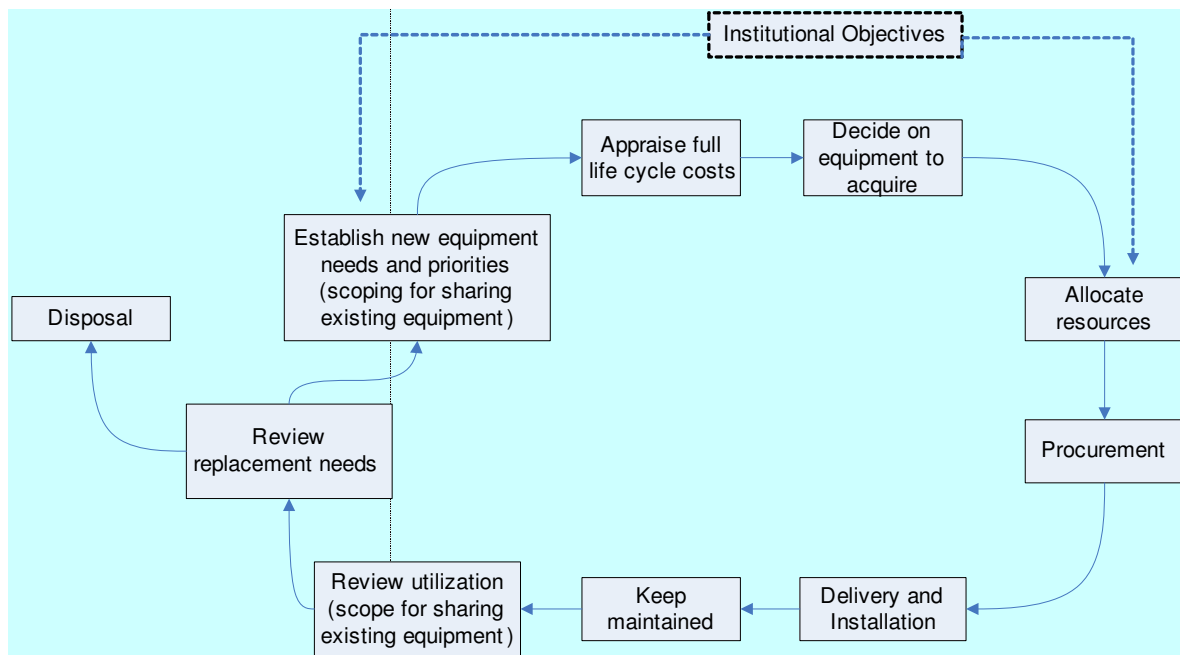 Institutional Objectives
Appraise full
life cycle costs
Decide on
equipment to
acquire
Establish new equipment
needs and priorities
(scoping for sharing
existing equipment)
Disposal
Allocate
resources
Review
replacement needs
Procurement
Review utilization
(scope for sharing
existing equipment)
Keep
maintained
Delivery and
Installation